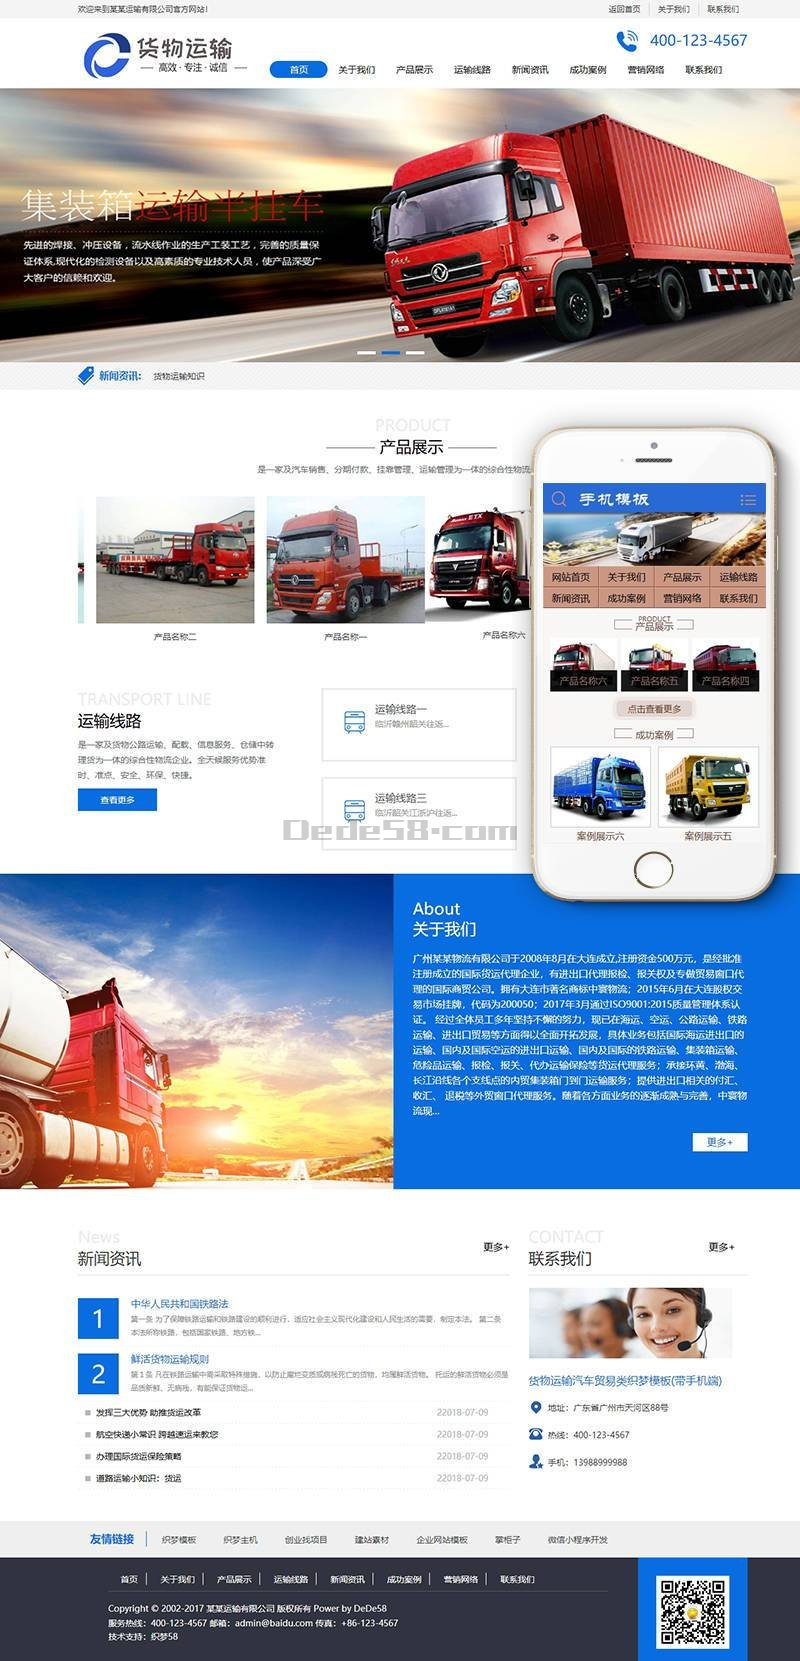 欢迎来到某某运输有限公司官方网站!
返回首页 关于我们 联系我们
货物运输
高效·专注·诚信
400-123-4567
首页 关于我们 产品展示 运输线路 新闻资讯 成功案例 营销网络 联系我们
集装箱运输半挂车
先进的焊接、冲压设备，流水线作业的生产工装工艺，完善的质量保
证体系,现代化的检测设备以及高素质的专业技术人员，使产品深受广
大客户的信赖和欢迎。
新闻资讯: 货物运输知识
PRODUCT
产品展示
是一家及汽车销售、分期付款、挂靠管理、运输管理为一体的综合性物流
产品名称二
产品名称一
产品名称六
手机模板
网站首页 关于我们 产品展示 运输线路
新闻资讯 成功案例 营销网络 联系我们
PRODUCT
产品展示
产品名称六 产品名称五 产品名称四
点击查看更多
成功案例
案例展示六 案例展示五
TRANSPORT LINE
运输线路
是一家及货物公路运输、配载、信息服务、仓储中转
理货为一体的综合性物流企业。全天候服务优势准
时、准点、安全、环保、快捷。
查看更多
运输线路一
临沂赣州韶关往返...
运输线路三
临沂韶关江浙沪往返...
Dede58.com
About
关于我们
广州某某物流有限公司于2008年8月在大连成立,注册资金500万元，是经批准
注册成立的国际货运代理企业，有进出口代理报检、报关权及专做贸易窗口代
理的国际商贸公司。拥有大连市著名商标中寰物流；2015年6月在大连股权交
易市场挂牌，代码为200050；2017年3月通过ISO9001:2015质量管理体系认
证。 经过全体员工多年坚持不懈的努力，现已在海运、空运、公路运输、铁路
运输、进出口贸易等方面得以全面开拓发展，具体业务包括国际海运进出口的
运输、国内及国际空运的进出口运输、国内及国际的铁路运输、集装箱运输、
危险品运输、报检、报关、代办运输保险等货运代理服务；承接环黄、渤海、
长江沿线各个支线点的内贸集装箱门到门运输服务；提供进出口相关的付汇、
收汇、 退税等外贸窗口代理服务。随着各方面业务的逐渐成熟与完善，中寰物
流现...
更多+
News
新闻资讯
更多+
1
中华人民共和国铁路法
第一条 为了保障铁路运输和铁路建设的顺利进行，适应社会主义现代化建设和人民生活的需要，制定本法。 第二条
本法所称铁路，包括国家铁路、地方铁...
2
鲜活货物运输规则
第 1 条 凡在铁路运输中需采取特殊措施，以防止腐烂变质或病残死亡的货物，均属鲜活货物。 托运的鲜活货物必须是
品质新鲜、无病残，有能保证货物运...
发挥三大优势 助推货运改革 22018-07-09
航空快递小常识 跨越速运来教您 22018-07-09
办理国际货运保险策略 22018-07-09
道路运输小知识：货运 22018-07-09
CONTACT
联系我们
更多+
货物运输汽车贸易类织梦模板(带手机端)
地址：广东省广州市天河区88号
热线：400-123-4567
手机：13988999988
友情链接 织梦模板 织梦主机 创业找项目 建站素材 企业网站模板 掌柜子 微信小程序开发
首页 关于我们 产品展示 运输线路 新闻资讯 成功案例 营销网络 联系我们
Copyright © 2002-2017 某某运输有限公司 版权所有 Power by DeDe58
服务热线：400-123-4567 邮箱：admin@baidu.com 传真：+86-123-4567
技术支持：织梦58